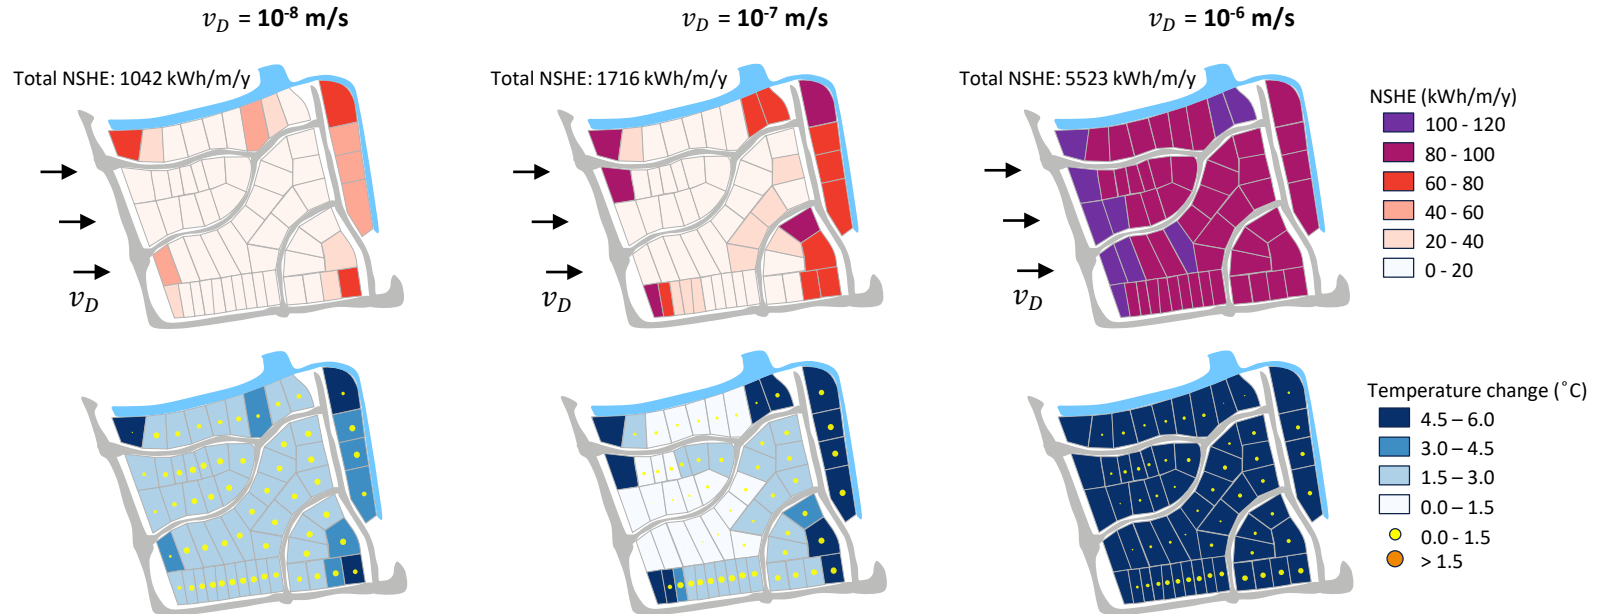 v_D = 10⁻⁸ m/s
v_D = 10⁻⁷ m/s
v_D = 10⁻⁶ m/s
Total NSHE: 1042 kWh/m/y
Total NSHE: 1716 kWh/m/y
Total NSHE: 5523 kWh/m/y
v_D
v_D
v_D
NSHE (kWh/m/y)
100 - 120
80 - 100
60 - 80
40 - 60
20 - 40
0 - 20
Temperature change (˚C)
4.5 – 6.0
3.0 – 4.5
1.5 – 3.0
0.0 – 1.5
0.0 - 1.5
> 1.5